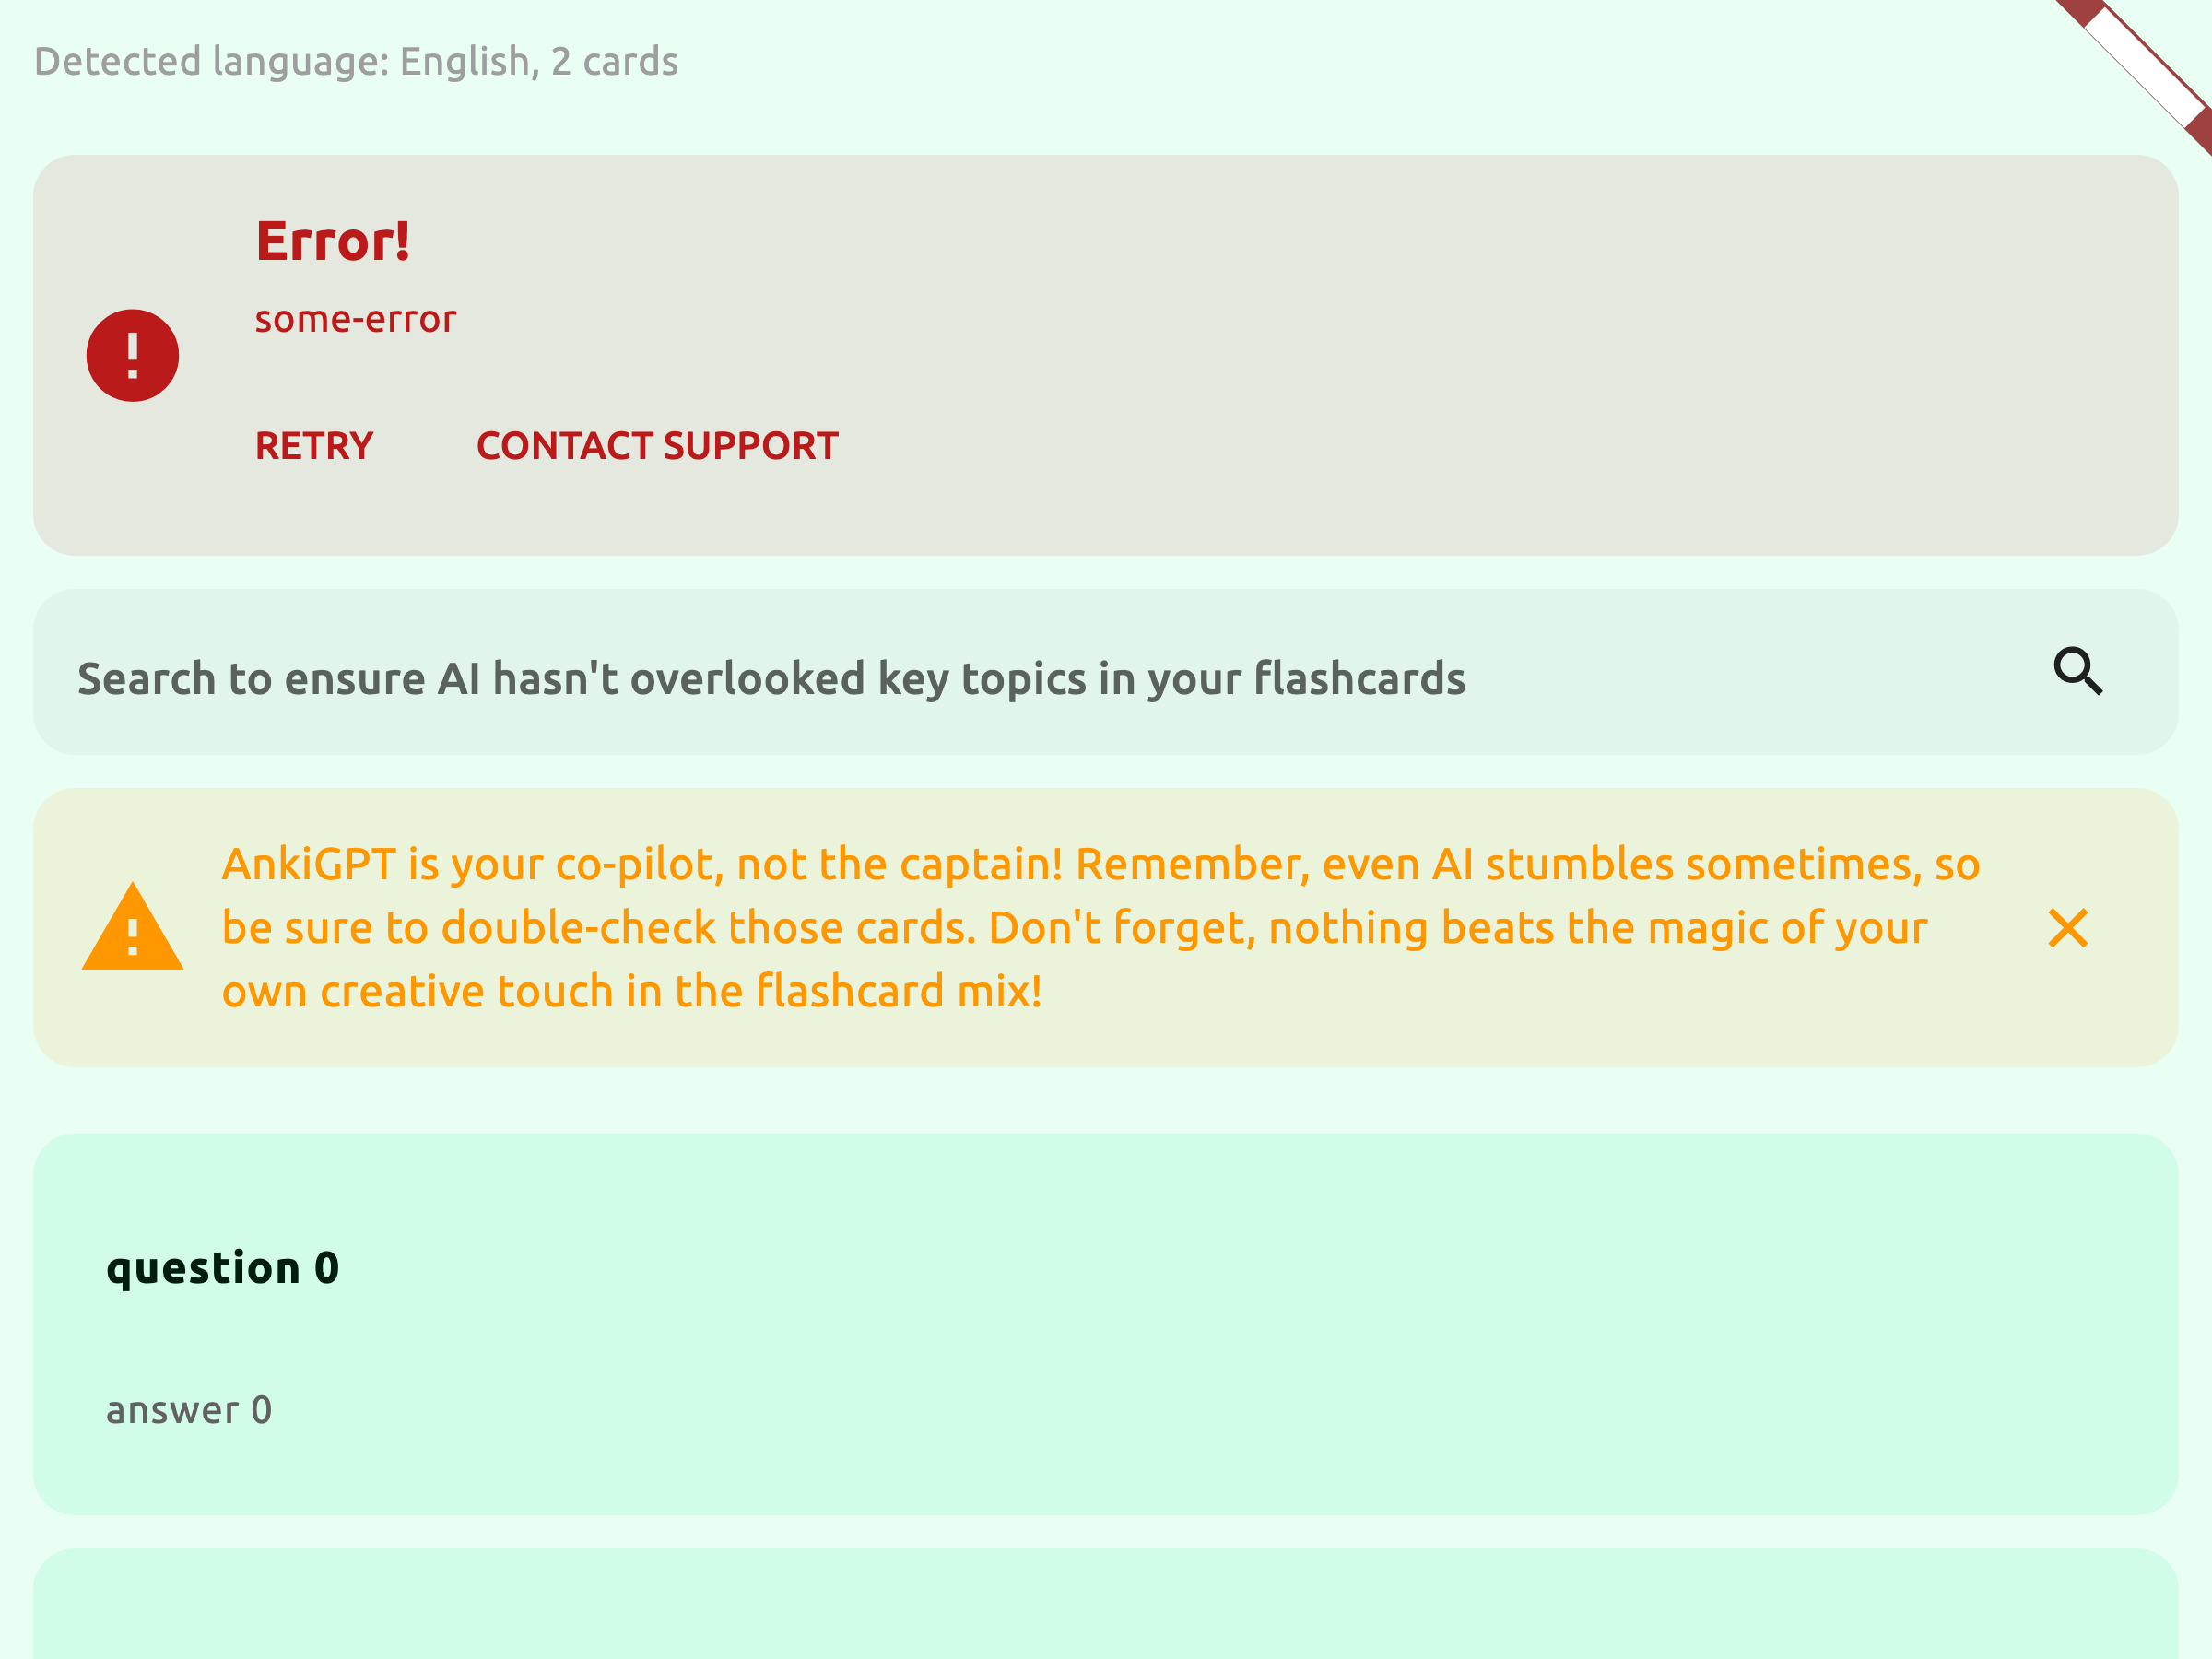 Detected language: English, 2 cards
Error!
some-error
RETRY CONTACT SUPPORT
Search to ensure AI hasn't overlooked key topics in your flashcards
AnkiGPT is your co-pilot, not the captain! Remember, even AI stumbles sometimes, so
be sure to double-check those cards. Don't forget, nothing beats the magic of your
own creative touch in the flashcard mix!
question 0
answer 0